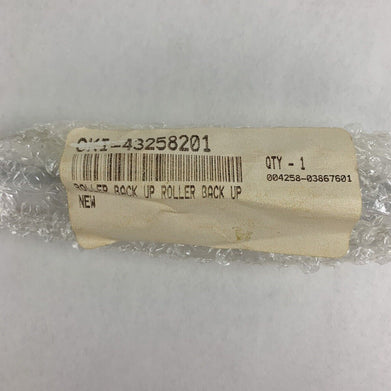 OKI-43258201
QTY - 1
004258-03867601
ROLLER BACK UP ROLLER BACK UP
NEW